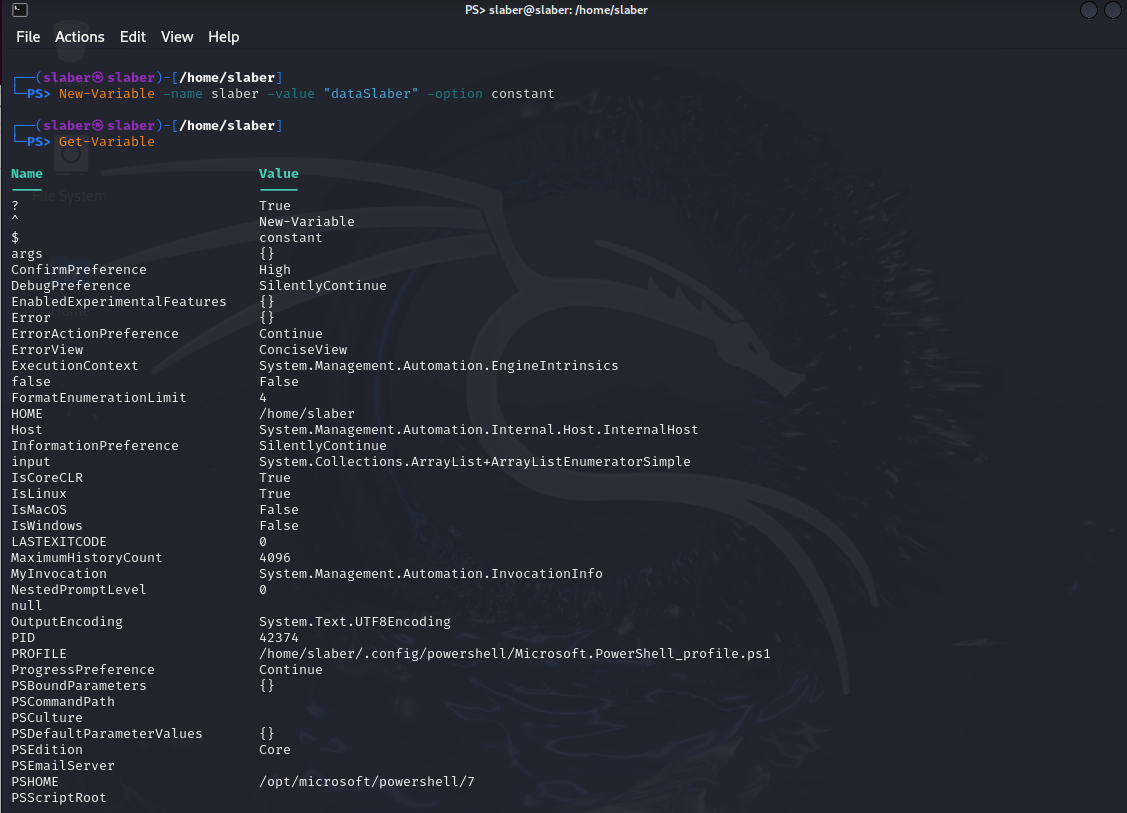 PS> slaber@slaber: /home/slaber
File Actions Edit View Help
┌──(slaber㉿slaber)-[/home/slaber]
└─PS> New-Variable -name slaber -value "dataSlaber" -option constant
┌──(slaber㉿slaber)-[/home/slaber]
└─PS> Get-Variable
Name Value
? True
^ New-Variable
$ constant
args {}
ConfirmPreference High
DebugPreference SilentlyContinue
EnabledExperimentalFeatures {}
Error {}
ErrorActionPreference Continue
ErrorView ConciseView
ExecutionContext System.Management.Automation.EngineIntrinsics
false False
FormatEnumerationLimit 4
HOME /home/slaber
Host System.Management.Automation.Internal.Host.InternalHost
InformationPreference SilentlyContinue
input System.Collections.ArrayList+ArrayListEnumeratorSimple
IsCoreCLR True
IsLinux True
IsMacOS False
IsWindows False
LASTEXITCODE 0
MaximumHistoryCount 4096
MyInvocation System.Management.Automation.InvocationInfo
NestedPromptLevel 0
null
OutputEncoding System.Text.UTF8Encoding
PID 42374
PROFILE /home/slaber/.config/powershell/Microsoft.PowerShell_profile.ps1
ProgressPreference Continue
PSBoundParameters {}
PSCommandPath
PSCulture
PSDefaultParameterValues {}
PSEdition Core
PSEmailServer
PSHOME /opt/microsoft/powershell/7
PSScriptRoot
File System
Home